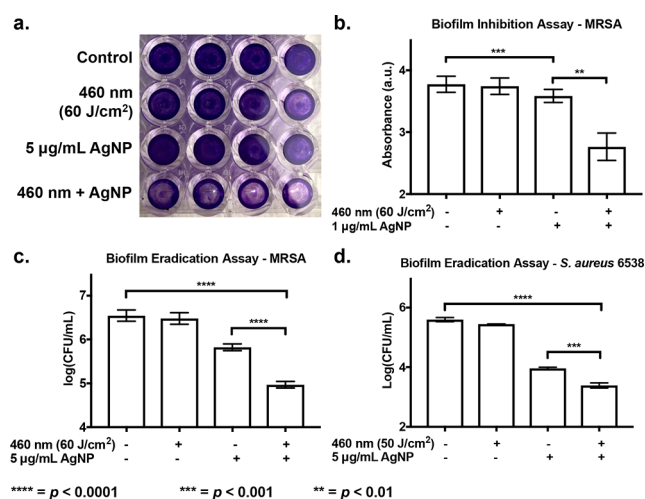 a.
Control
460 nm
(60 J/cm²)
5 µg/mL AgNP
460 nm + AgNP
b.
Biofilm Inhibition Assay - MRSA
Absorbance (a.u.)
4
3
2
***
**
460 nm (60 J/cm²) - + - +
1 µg/mL AgNP - - + +
c.
Biofilm Eradication Assay - MRSA
log(CFU/mL)
7
6
5
4
****
****
460 nm (60 J/cm²) - + - +
5 µg/mL AgNP - - + +
d.
Biofilm Eradication Assay - S. aureus 6538
Log(CFU/mL)
6
4
2
****
***
460 nm (50 J/cm²) - + - +
5 µg/mL AgNP - - + +
**** = p < 0.0001 *** = p < 0.001 ** = p < 0.01